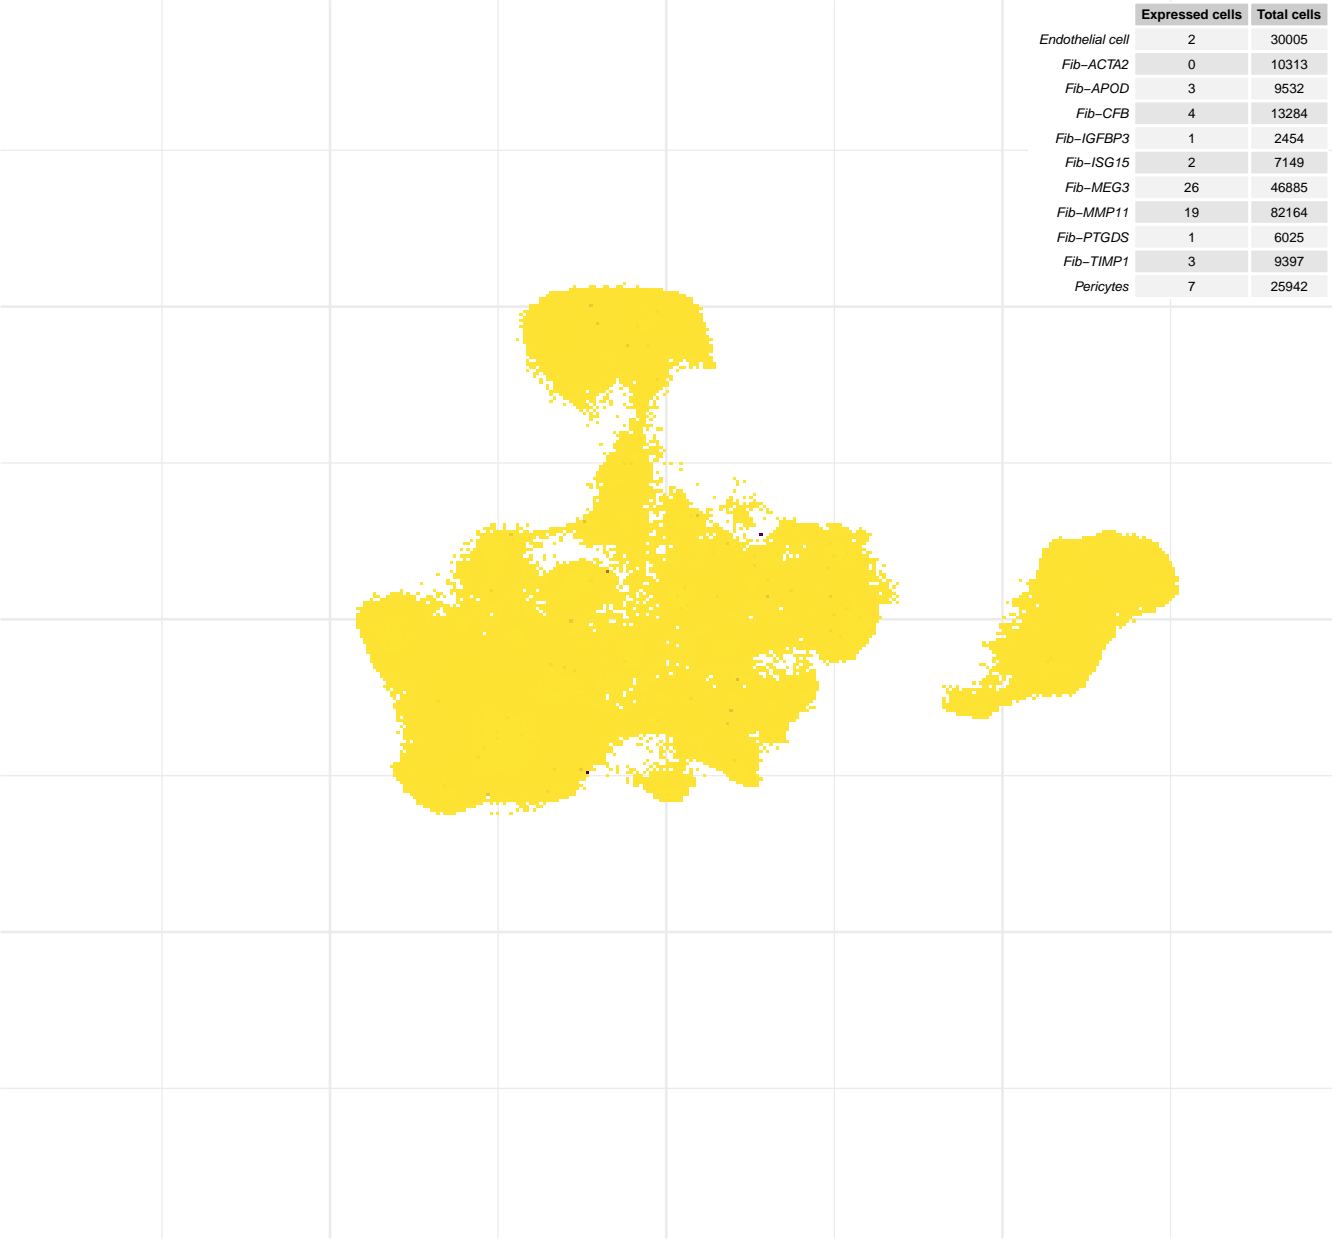 Expressed cells Total cells
Endothelial cell 2 30005
Fib−ACTA2 0 10313
Fib−APOD 3 9532
Fib−CFB 4 13284
Fib−IGFBP3 1 2454
Fib−ISG15 2 7149
Fib−MEG3 26 46885
Fib−MMP11 19 82164
Fib−PTGDS 1 6025
Fib−TIMP1 3 9397
Pericytes 7 25942